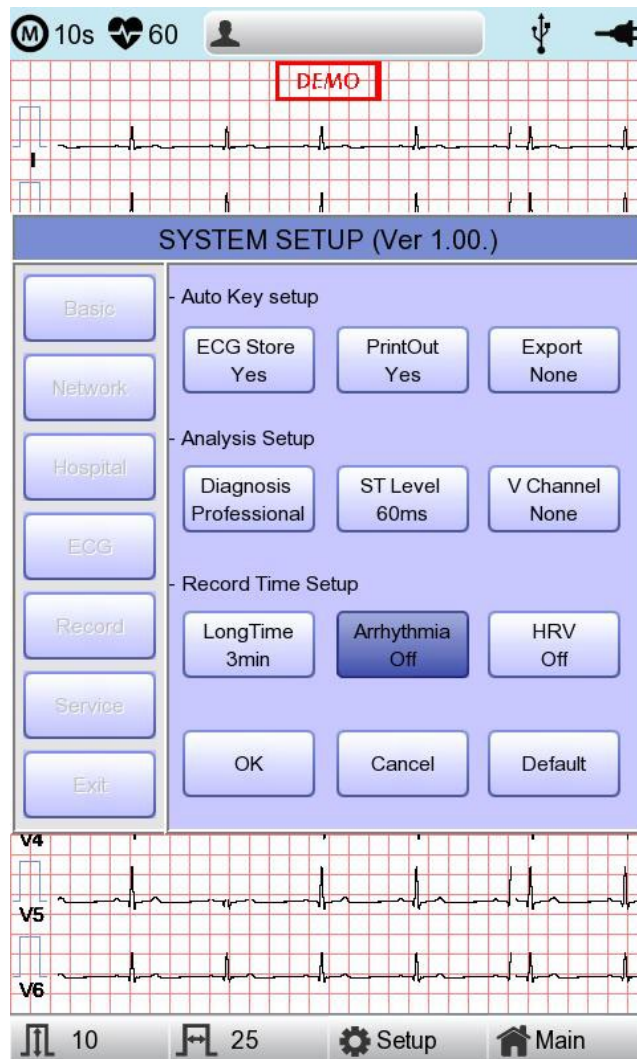 M 10s 60
DEMO
I
SYSTEM SETUP (Ver 1.00.)
Basic
Network
Hospital
ECG
Record
Service
Exit
- Auto Key setup
ECG Store
Yes
PrintOut
Yes
Export
None
- Analysis Setup
Diagnosis
Professional
ST Level
60ms
V Channel
None
- Record Time Setup
LongTime
3min
Arrhythmia
Off
HRV
Off
OK
Cancel
Default
V4
V5
V6
10 25 Setup Main